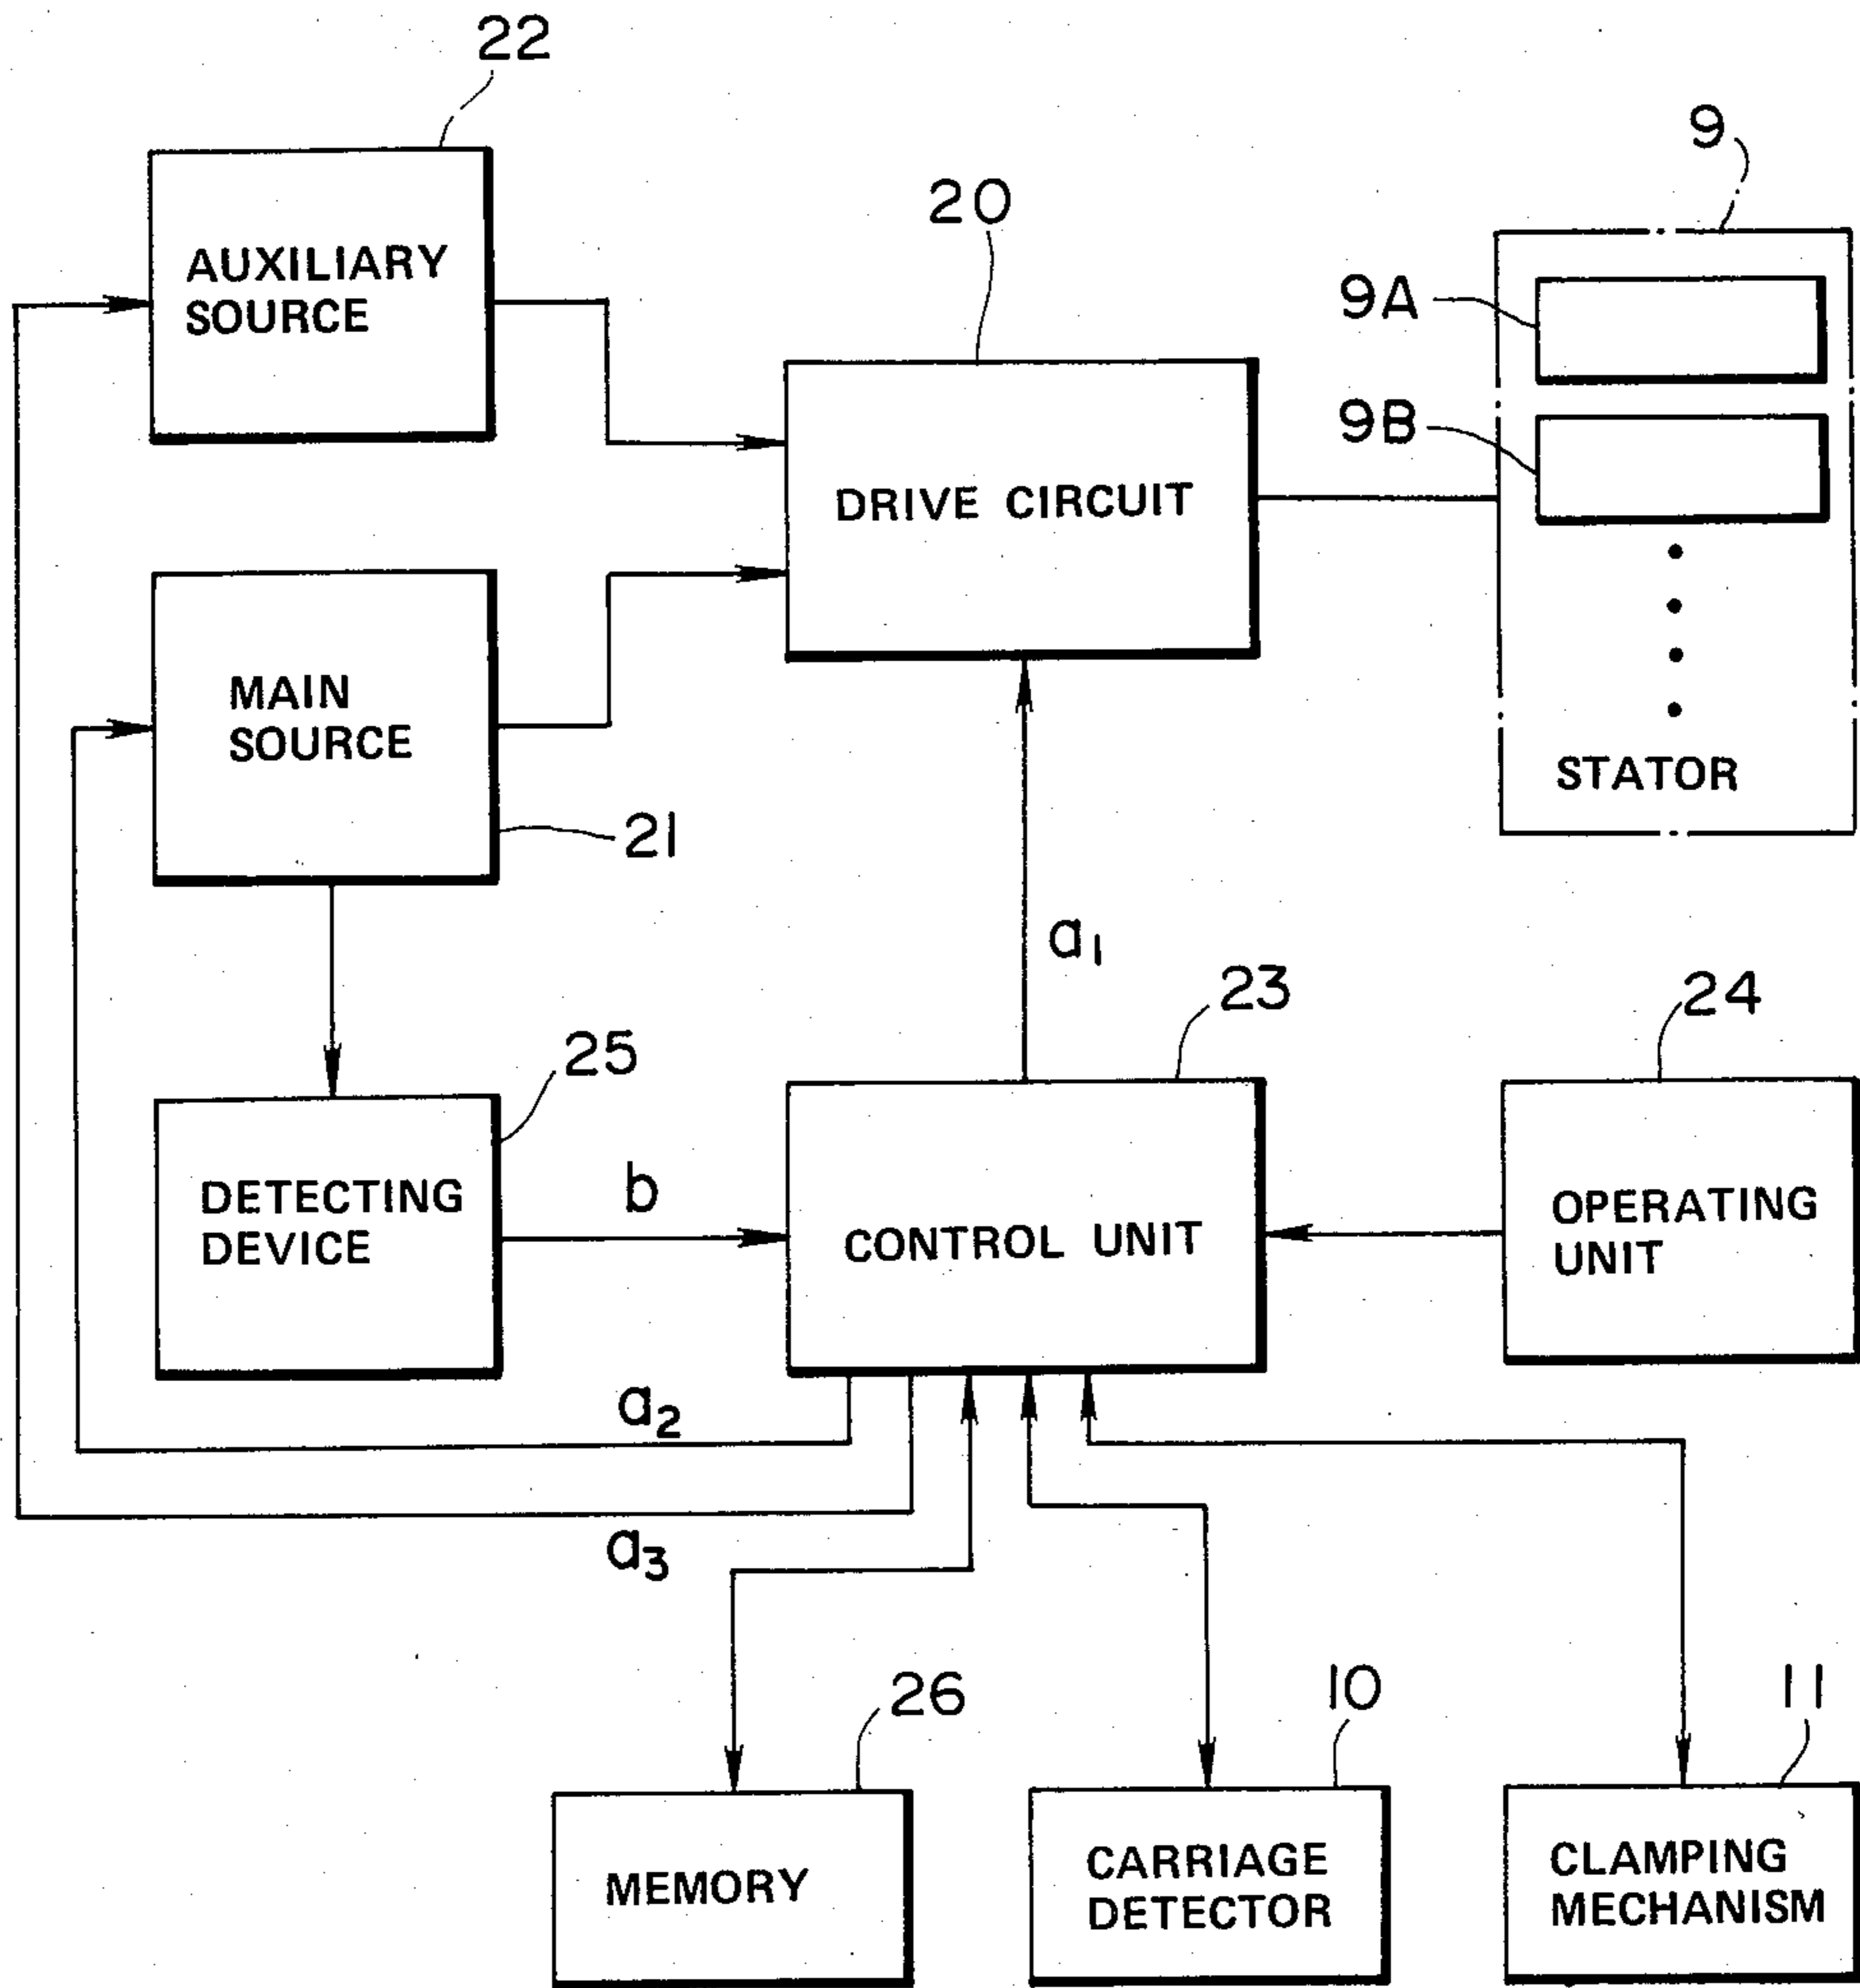 22
9
20
AUXILIARY
SOURCE
9A
9B
DRIVE CIRCUIT
MAIN
SOURCE
STATOR
21
a1
23
24
25
b
DETECTING
DEVICE
CONTROL UNIT
OPERATING
UNIT
a2
a3
26
10
11
MEMORY
CARRIAGE
DETECTOR
CLAMPING
MECHANISM